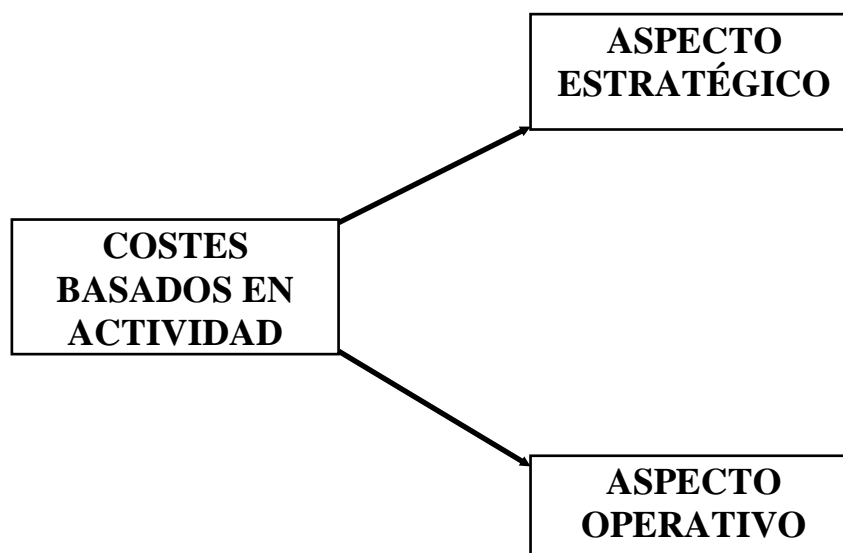 ASPECTO
ESTRATÉGICO
COSTES
BASADOS EN
ACTIVIDAD
ASPECTO
OPERATIVO